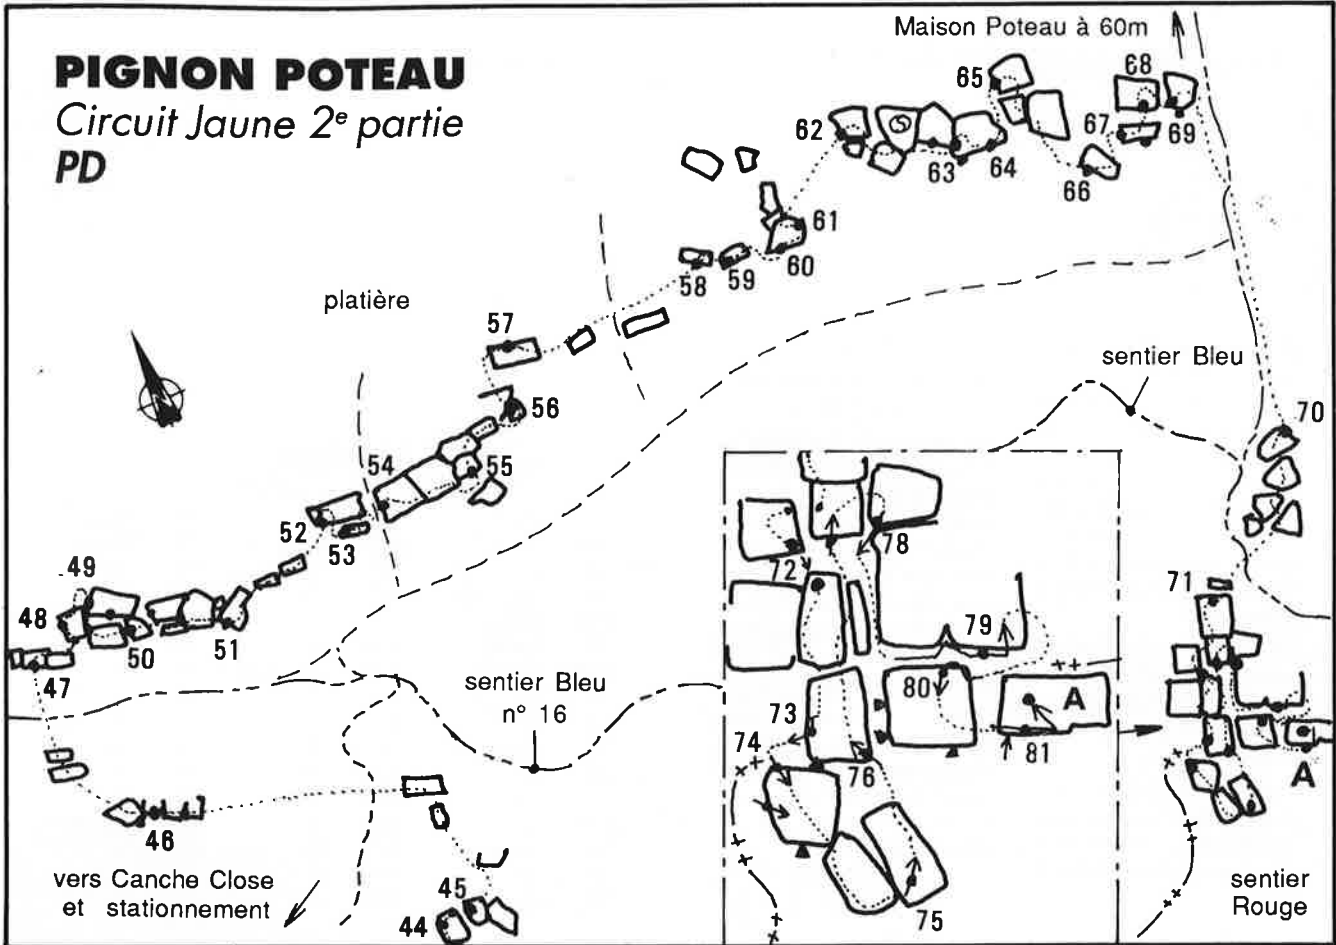 PIGNON POTEAU
Circuit Jaune 2e partie
PD
Maison Poteau à 60m
65
68
62
67
69
63
64
66
61
58
59
60
platière
57
sentier Bleu
56
70
54
55
52
53
49
48
50
51
47
72
78
71
79
sentier Bleu
n° 16
80
A
73
74
76
81
A
46
vers Canche Close
et stationnement
45
44
75
sentier
Rouge
S